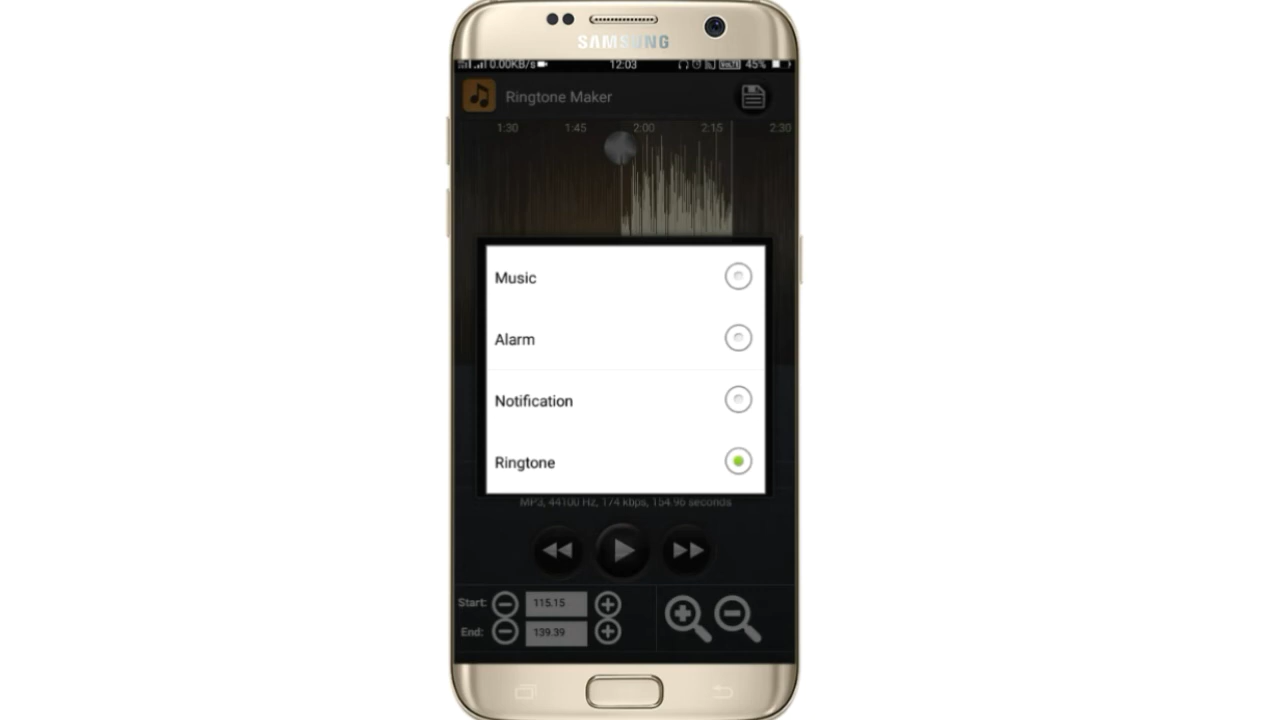 SAMSUNG
0.00KB/s 12:03 VoLTE 45%
Ringtone Maker
1:30 1:45 2:00 2:15 2:30
Music
Alarm
Notification
Ringtone
MP3, 44100 Hz, 174 kbps, 154.96 seconds
Start: 115.15
End: 139.39